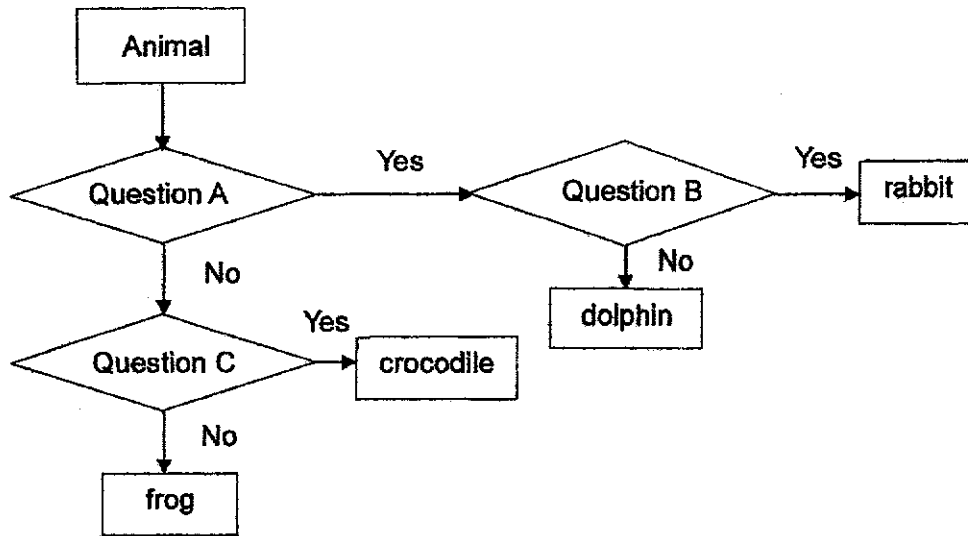 Animal
Question A
Yes
Question B
Yes
rabbit
No
No
dolphin
Question C
Yes
crocodile
No
frog